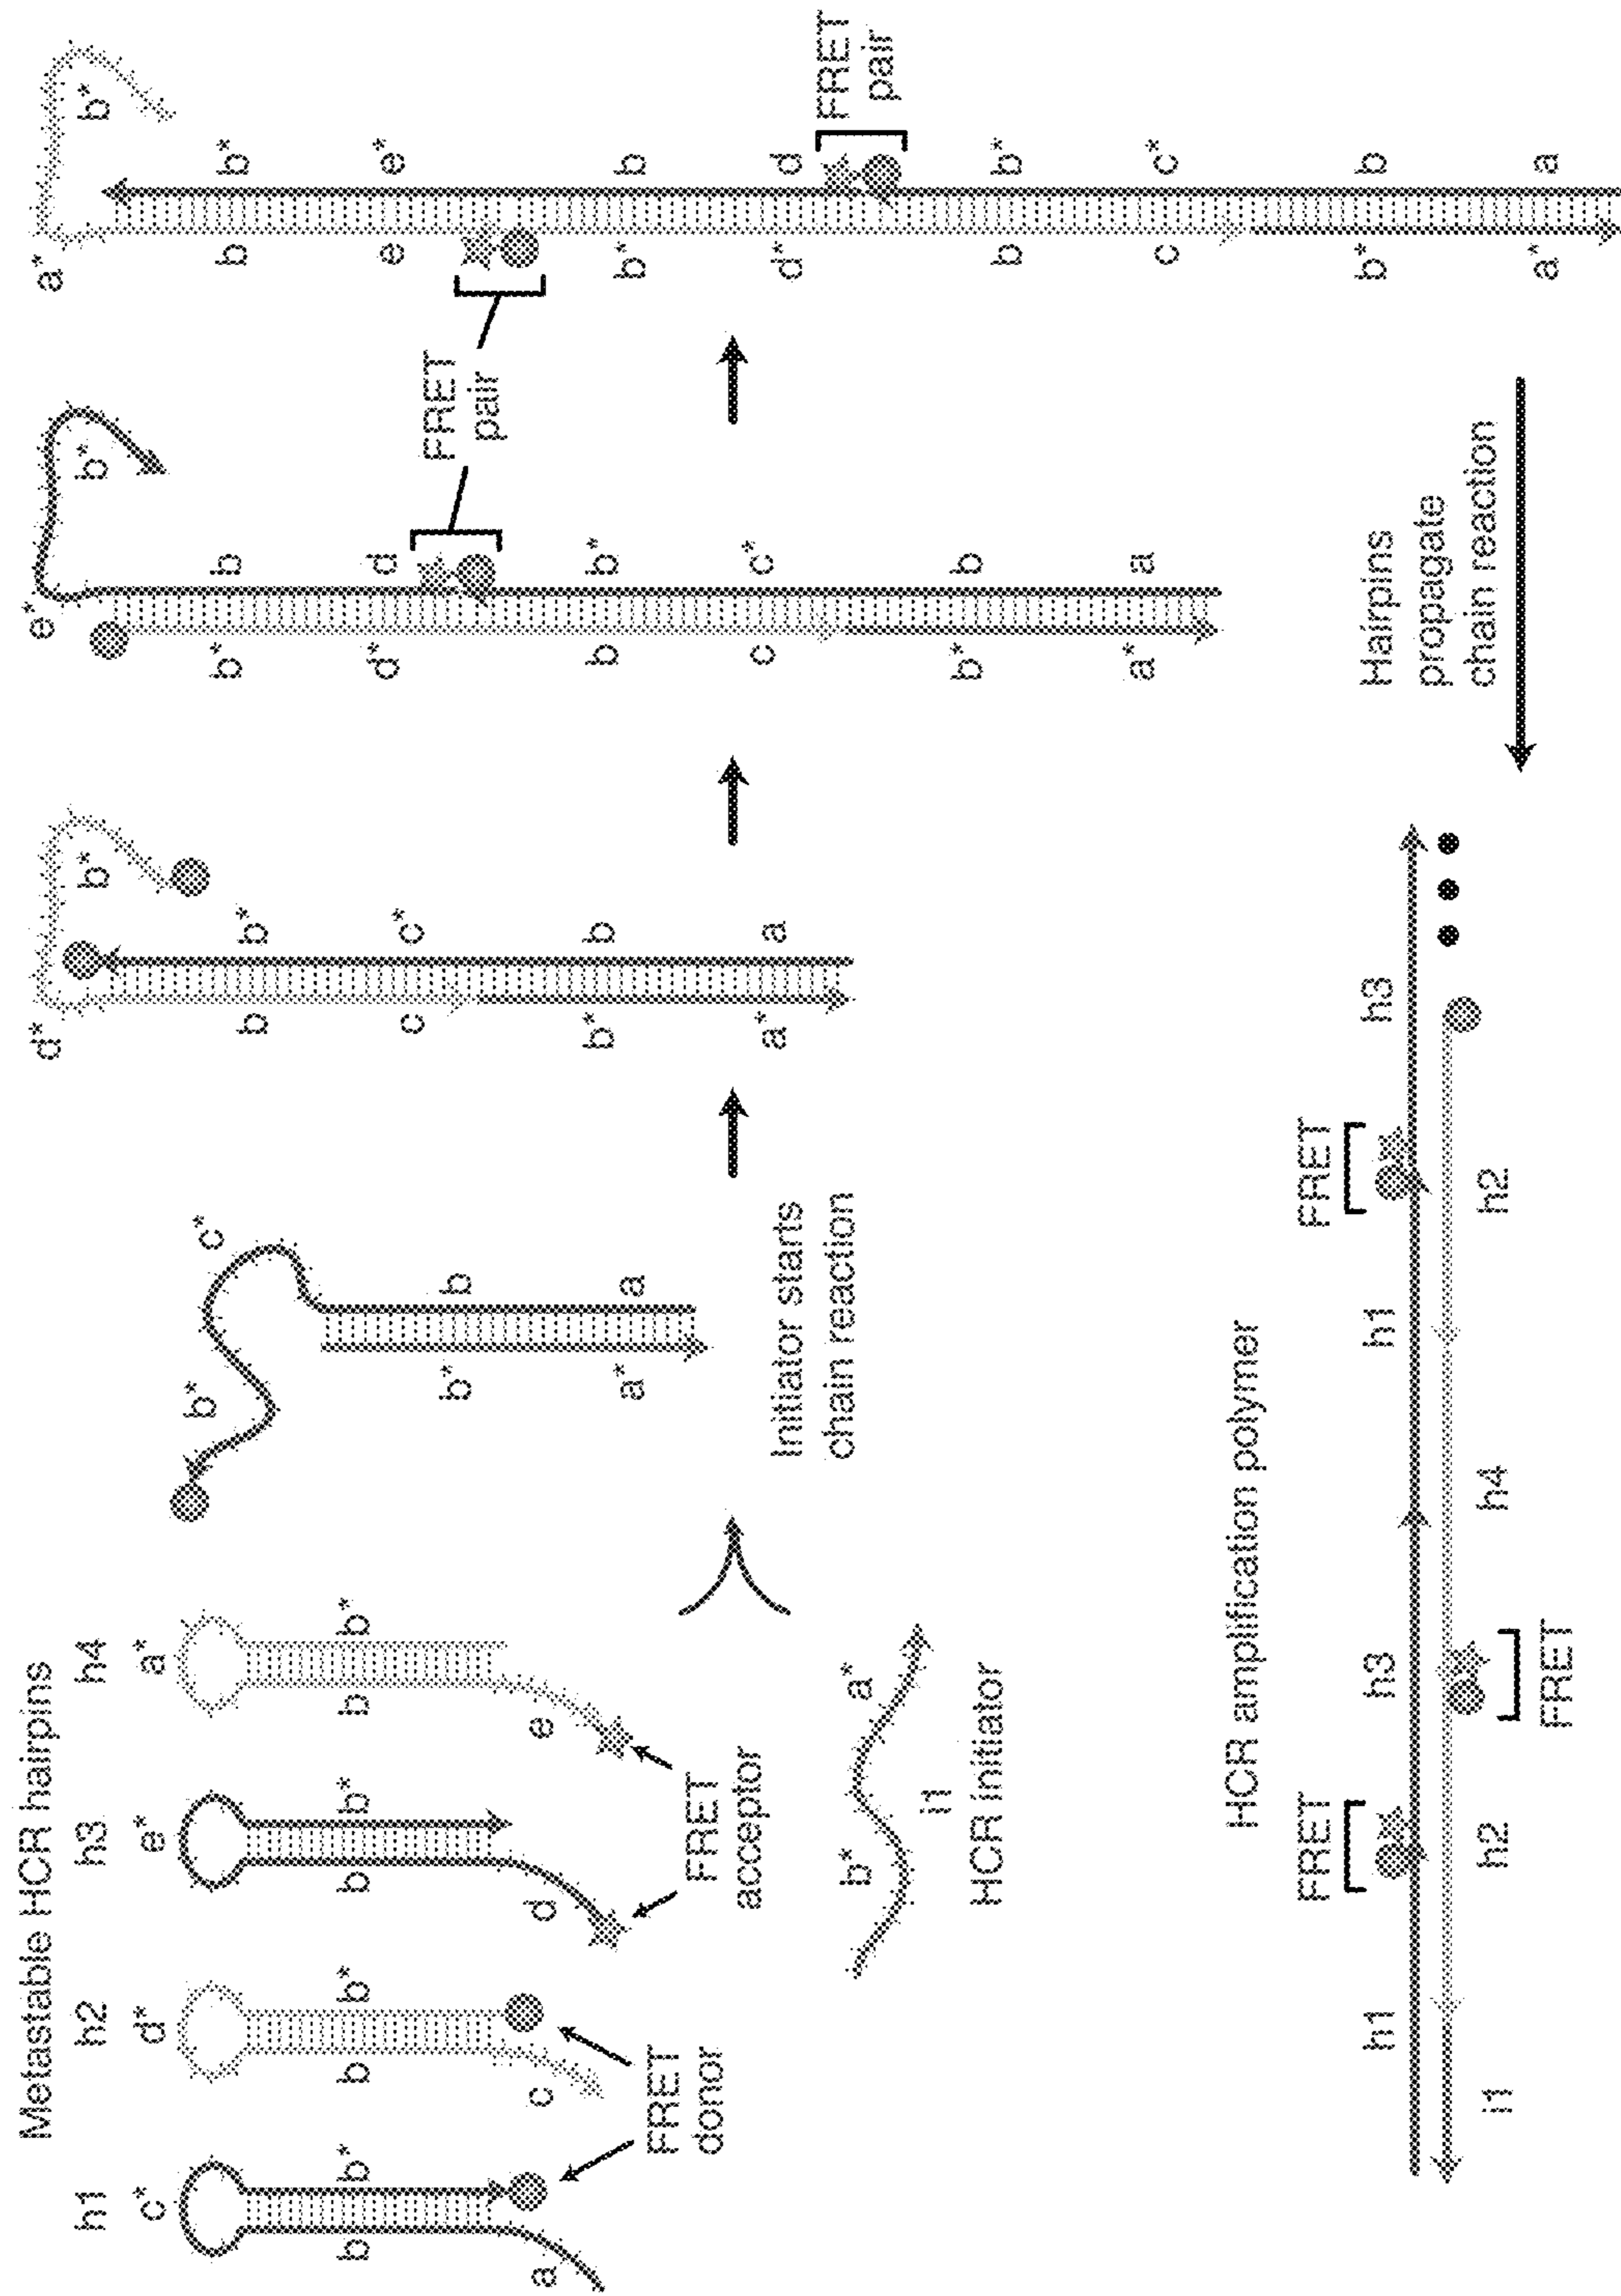 Metastable HCR hairpins
h1
h2
h3
h4
c*
d*
e*
a*
b
b*
b
b*
b
b*
b
b*
a
c
d
e
FRET
donor
FRET
acceptor
b*
a*
i1
HCR initiator
b*
c*
b*
b
a*
a
Initiator starts
chain reaction
d*
b*
b
b*
c
c*
b*
b
a*
a
e*
b*
b*
b
d*
d
b
b*
c
c*
b*
b
a*
a
FRET
pair
a*
b*
b
b*
e
e*
b*
b
d*
d
b
b*
c
c*
b*
b
a*
a
FRET
pair
Hairpins
propagate
chain reaction
HCR amplification polymer
FRET
FRET
h1
h3
h1
h3
i1
h2
h4
h2
FRET